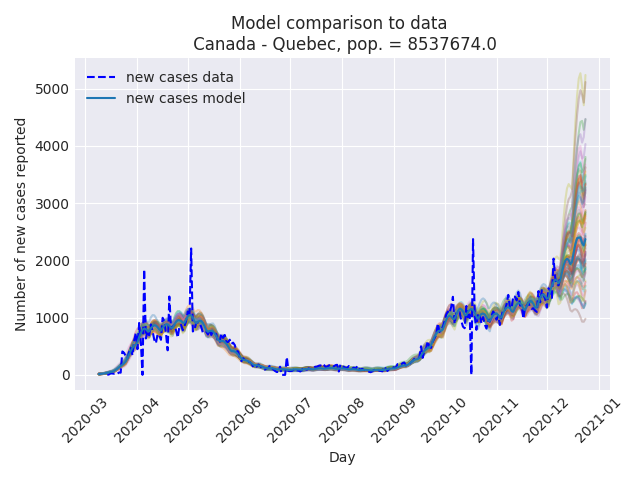 Model comparison to data
Canada - Quebec, pop. = 8537674.0
new cases data
new cases model
Number of new cases reported
5000
4000
3000
2000
1000
0
2020-03
2020-04
2020-05
2020-06
2020-07
2020-08
2020-09
2020-10
2020-11
2020-12
2021-01
Day